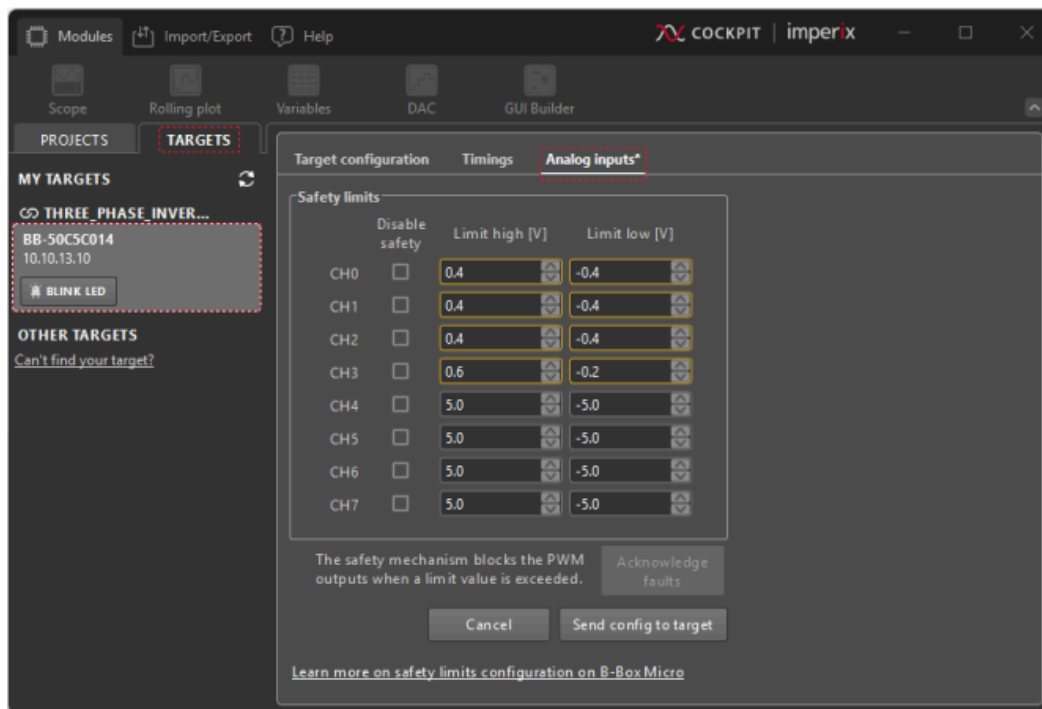 Modules Import/Export Help COCKPIT | imperix
Scope Rolling plot Variables DAC GUI Builder
PROJECTS TARGETS
MY TARGETS
THREE_PHASE_INVER...
BB-50C5C014
10.10.13.10
BLINK LED
OTHER TARGETS
Can't find your target?
Target configuration Timings Analog inputs*
Safety limits
Disable safety Limit high [V] Limit low [V]
CH0 0.4 -0.4
CH1 0.4 -0.4
CH2 0.4 -0.4
CH3 0.6 -0.2
CH4 5.0 -5.0
CH5 5.0 -5.0
CH6 5.0 -5.0
CH7 5.0 -5.0
The safety mechanism blocks the PWM
outputs when a limit value is exceeded.
Acknowledge
faults
Cancel Send config to target
Learn more on safety limits configuration on B-Box Micro